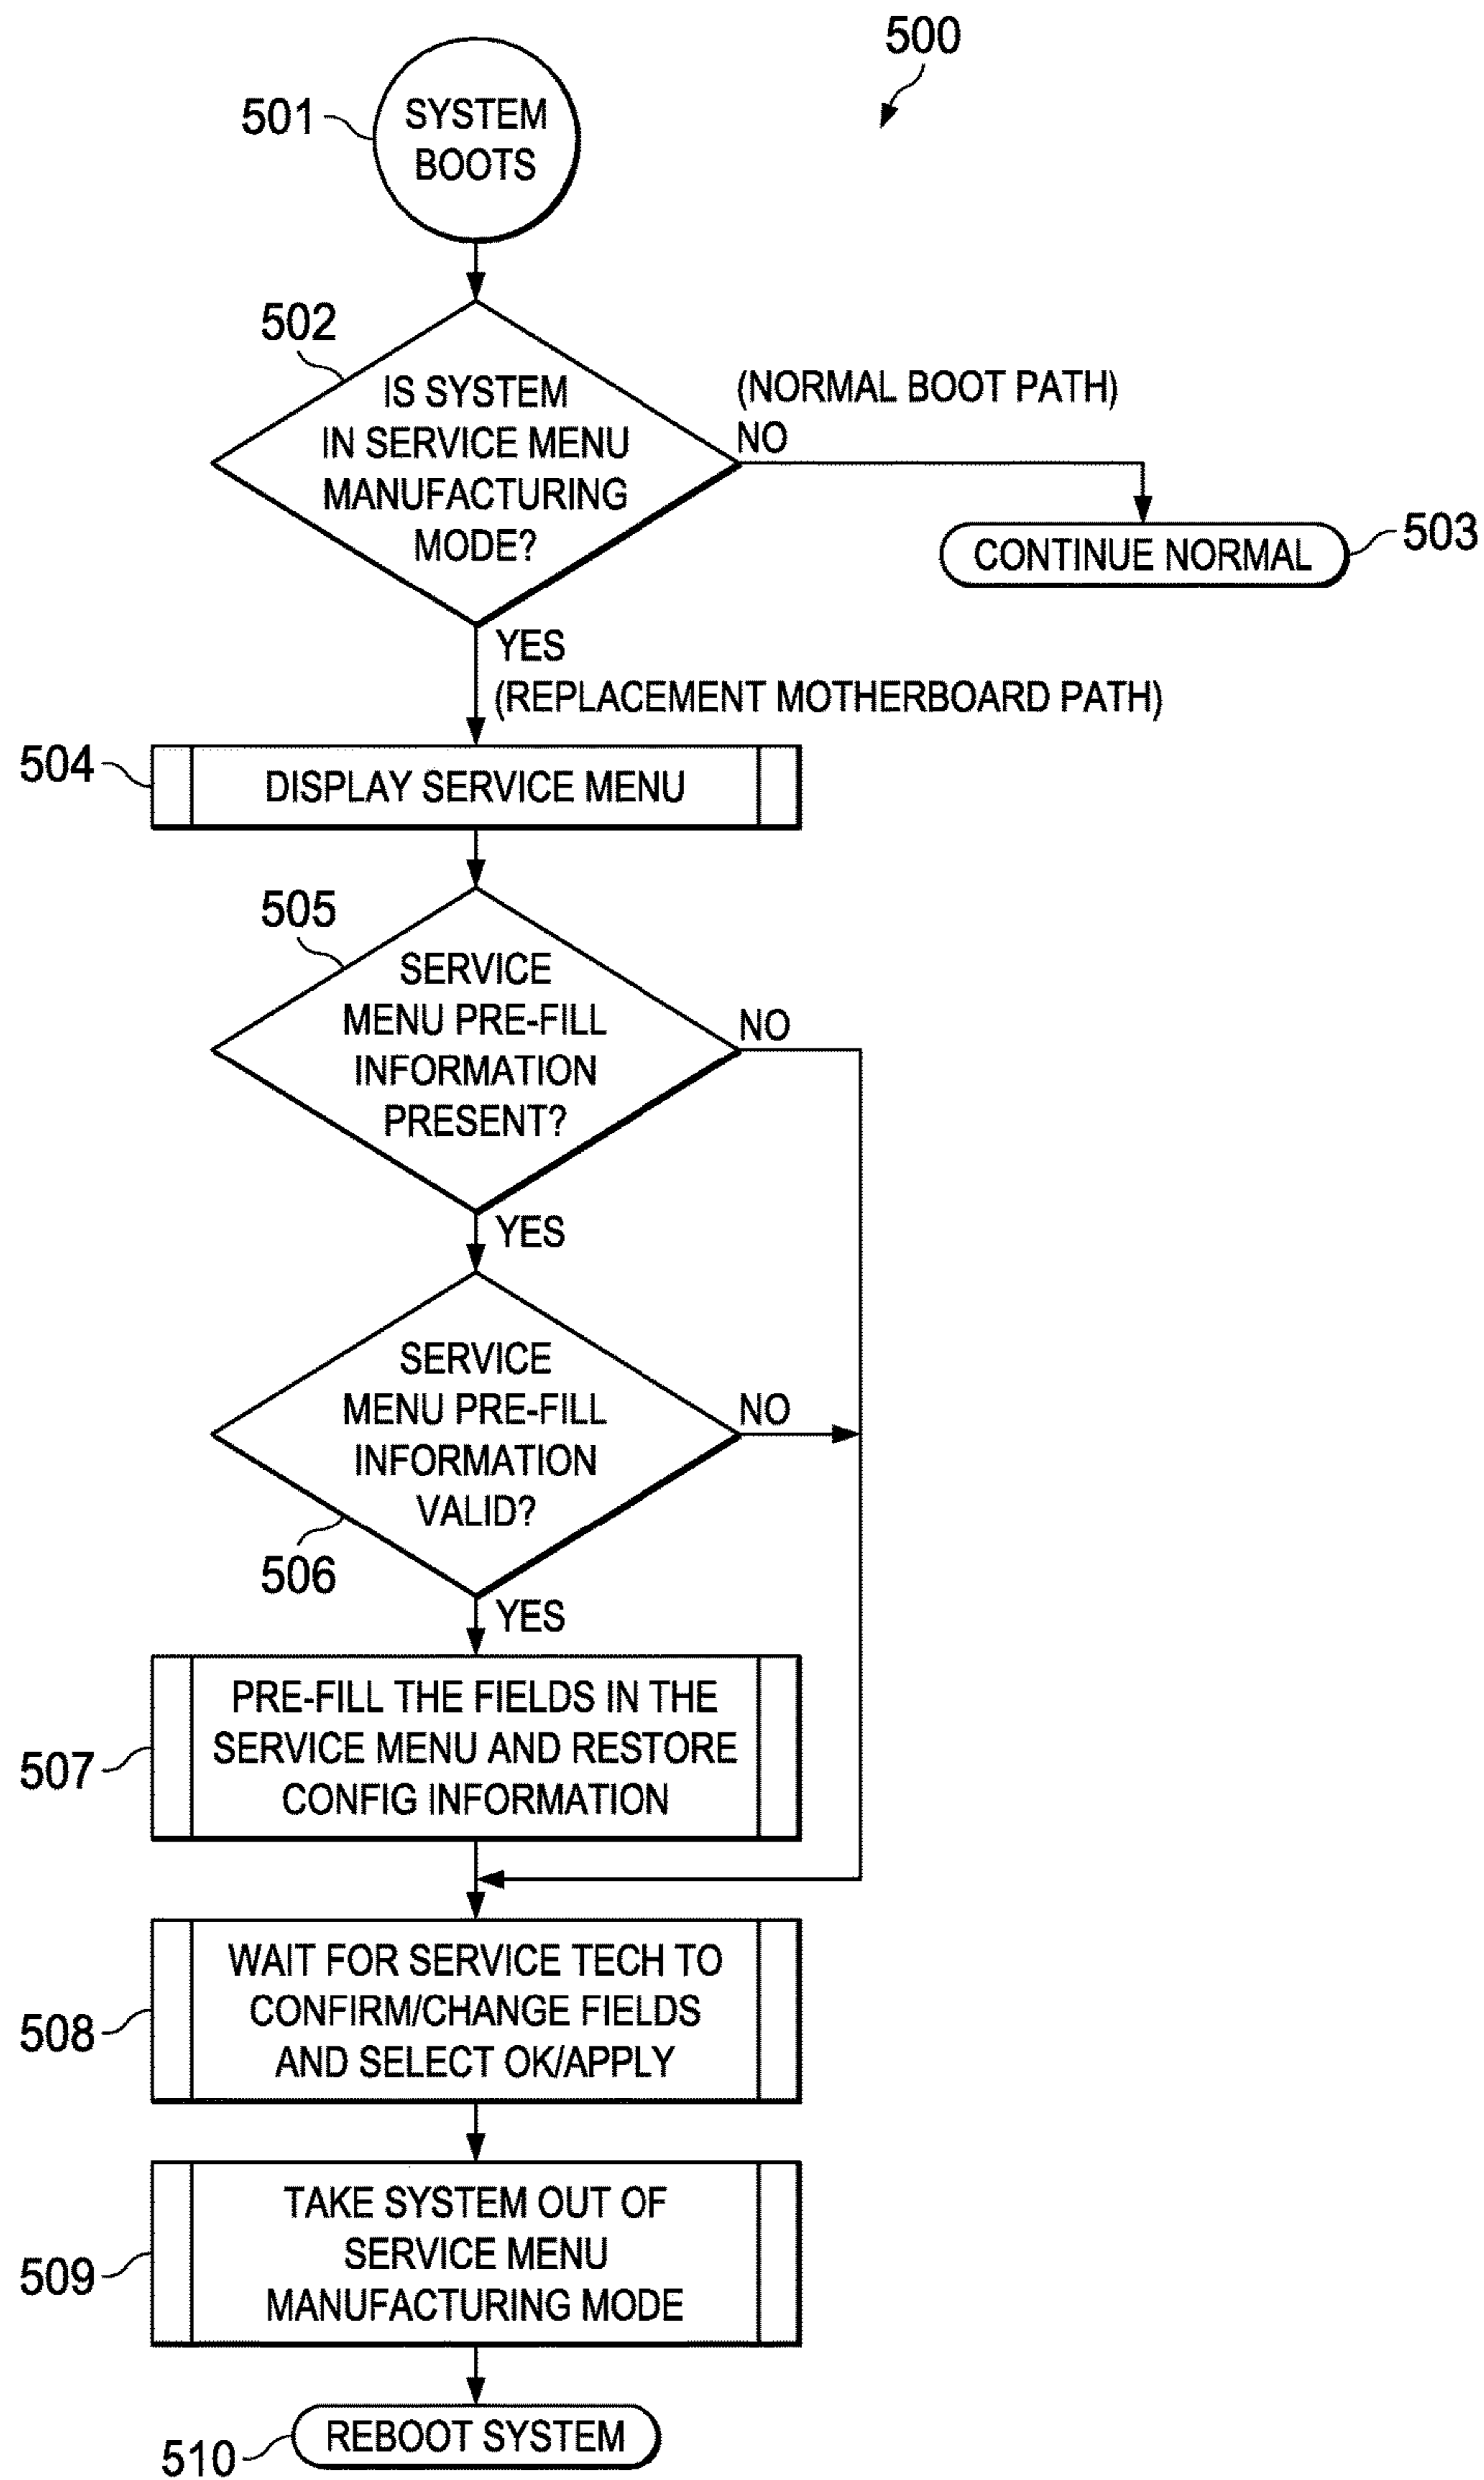 500
501
SYSTEM
BOOTS
502
IS SYSTEM
IN SERVICE MENU
MANUFACTURING
MODE?
(NORMAL BOOT PATH)
NO
CONTINUE NORMAL
503
YES
(REPLACEMENT MOTHERBOARD PATH)
504
DISPLAY SERVICE MENU
505
SERVICE
MENU PRE-FILL
INFORMATION
PRESENT?
NO
YES
SERVICE
MENU PRE-FILL
INFORMATION
VALID?
NO
506
YES
507
PRE-FILL THE FIELDS IN THE
SERVICE MENU AND RESTORE
CONFIG INFORMATION
508
WAIT FOR SERVICE TECH TO
CONFIRM/CHANGE FIELDS
AND SELECT OK/APPLY
509
TAKE SYSTEM OUT OF
SERVICE MENU
MANUFACTURING MODE
510
REBOOT SYSTEM